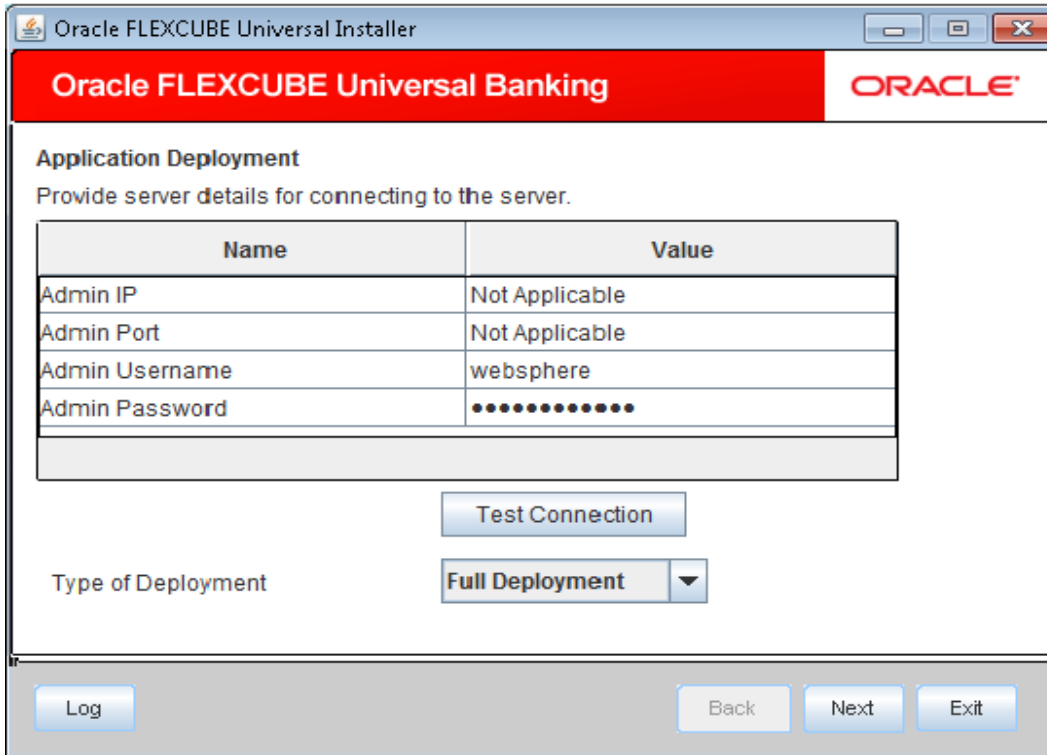 Oracle FLEXCUBE Universal Installer
Oracle FLEXCUBE Universal Banking
ORACLE
Application Deployment
Provide server details for connecting to the server.
Name Value
Admin IP Not Applicable
Admin Port Not Applicable
Admin Username websphere
Admin Password ••••••••••••
Test Connection
Type of Deployment Full Deployment
Log Back Next Exit